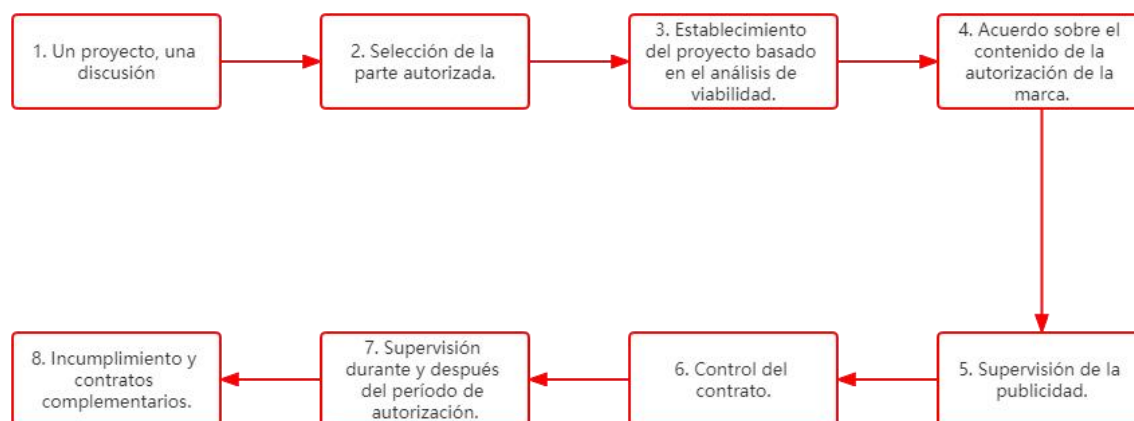 1. Un proyecto, una
discusión
2. Selección de la
parte autorizada.
3. Establecimiento
del proyecto basado
en el análisis de
viabilidad.
4. Acuerdo sobre el
contenido de la
autorización de la
marca.
5. Supervisión de la
publicidad.
6. Control del
contrato.
7. Supervisión
durante y después
del período de
autorización.
8. Incumplimiento y
contratos
complementarios.